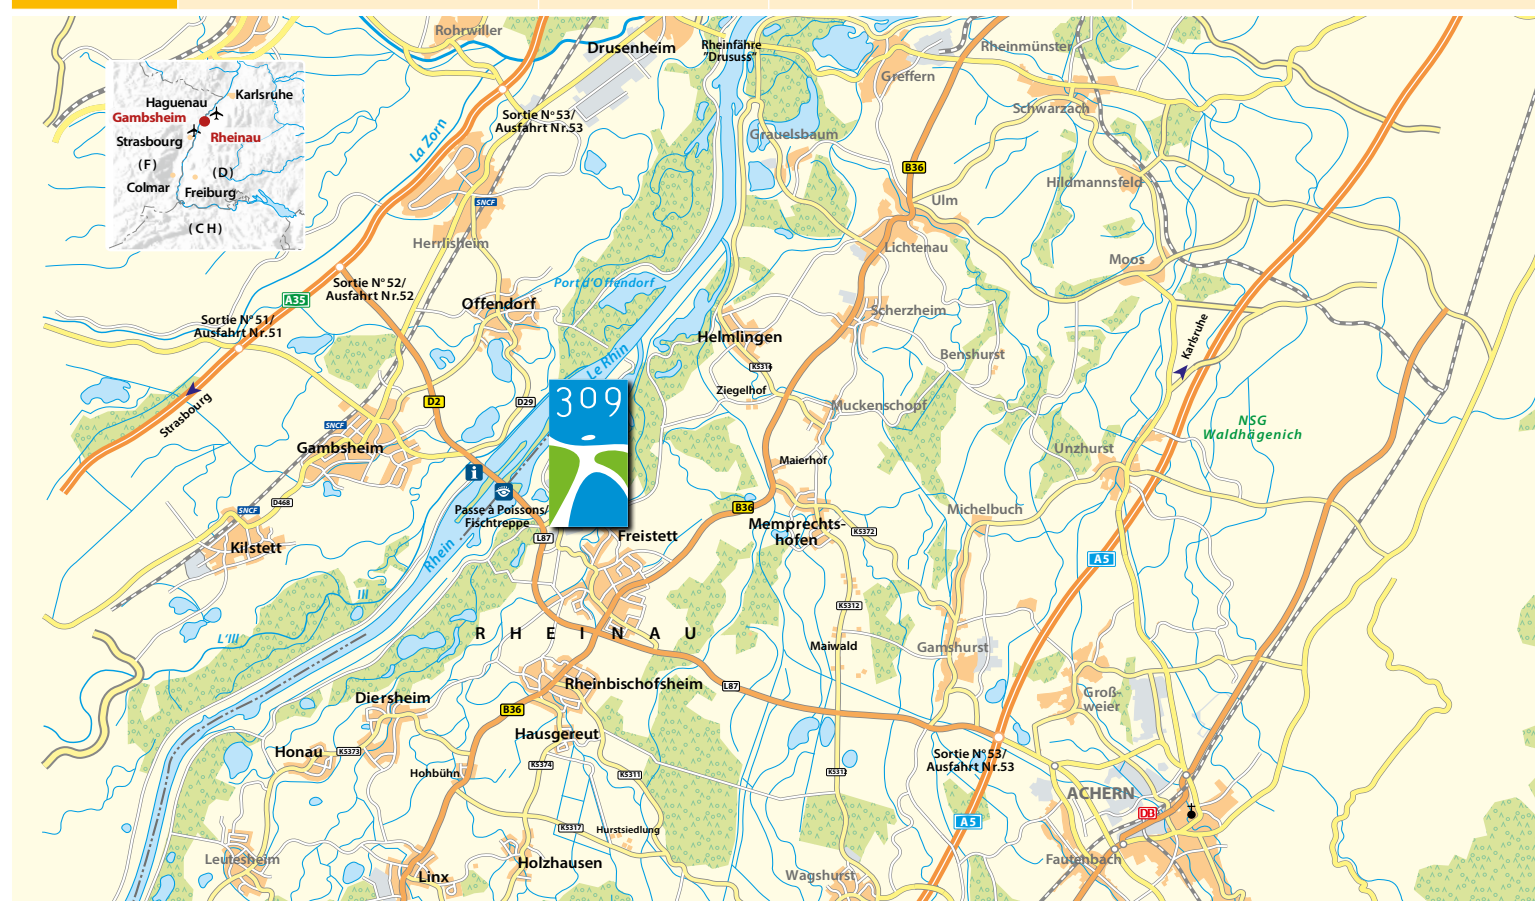 Rohrwiller
Drusenheim
Rheinfähre
"Drususs"
Greffern
Rheinmünster
Schwarzach
Haguenau
Karlsruhe
Gambsheim
Strasbourg
Rheinau
(F)
(D)
Colmar
Freiburg
(CH)
La Zorn
Sortie N° 53/
Ausfahrt Nr.53
Grauelsbaum
B36
Hildmannsfeld
Ulm
SNCF
Herrlisheim
Lichtenau
Moos
Sortie N° 52/
Ausfahrt Nr.52
A35
Port d'Offendorf
Offendorf
Scherzheim
Sortie N° 51/
Ausfahrt Nr.51
Helmlingen
Karlsruhe
Benshurst
Le Rhin
K5316
Ziegelhof
Muckenschopf
Strasbourg
D2
D29
309
SNCF
NSG
Waldhägenich
Gambsheim
Unzhurst
Maierhof
i
D468
SNCF
Passe à Poissons/
Fischtreppe
B36
Memprechts-
hofen
Michelbuch
K5372
L87
Freistett
Kilstett
Rhein
A5
Ill
K5312
L'Ill
RHEINAU
Maiwald
Gamshurst
Rheinbischofsheim
L87
Diersheim
Groß-
weier
B36
Hausgereut
Honau
K5373
Sortie N° 53/
Ausfahrt Nr.53
Hohbühn
K5374
K5311
K5312
ACHERN
DB
A5
K5317
Hurstsiedlung
Leutesheim
Holzhausen
Fautenbach
Linx
Wagshurst